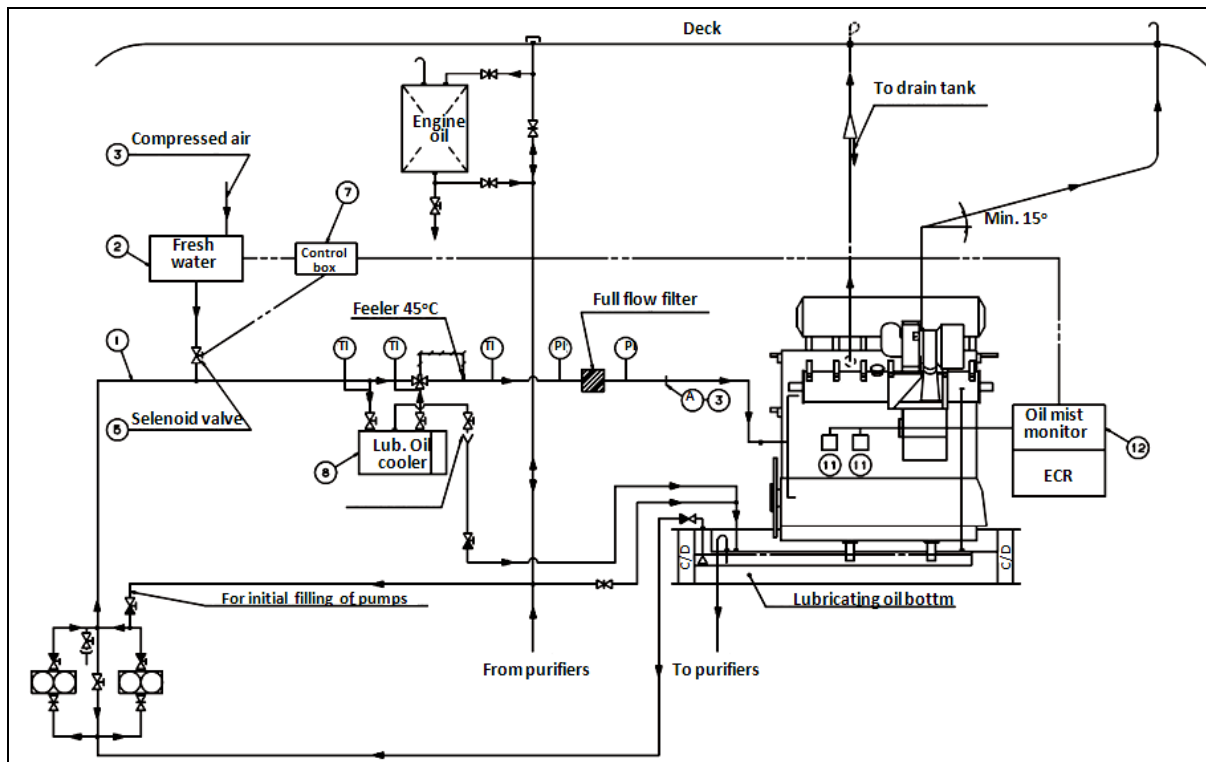 Deck
To drain tank
Engine
oil
Compressed air
3
7
Min. 15°
2
Fresh
water
Control
box
Feeler 45°C
Full flow filter
1
TI
TI
TI
PI
PI
A
3
5
Selenoid valve
Lub. Oil
cooler
8
11
11
Oil mist
monitor
12
ECR
C/D
C/D
For initial filling of pumps
Lubricating oil bottm
From purifiers
To purifiers